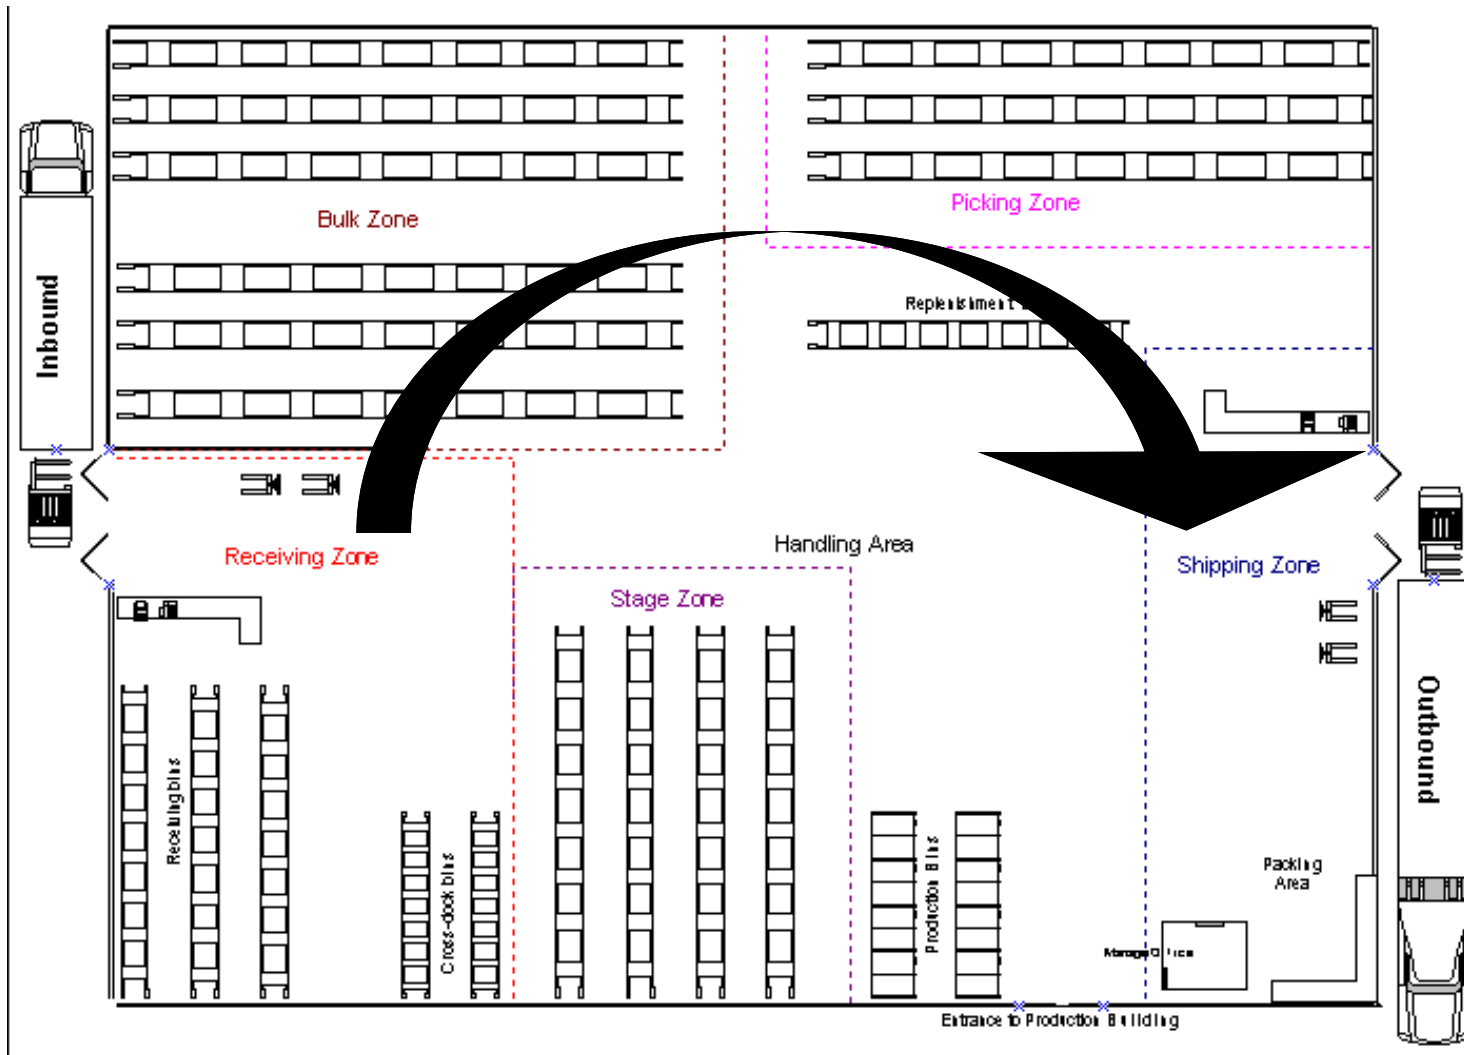 Bulk Zone
Picking Zone
Inbound
Replenishment
Receiving Zone
Handling Area
Shipping Zone
Stage Zone
Outbound
Receiving bins
Cross-dock bins
Production Bins
Packing
Area
Entrance to Production Building